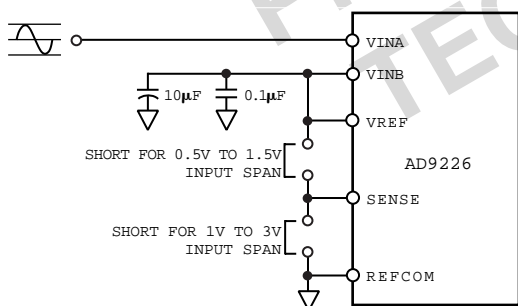 VINA
VINB
10µF
0.1µF
VREF
SHORT FOR 0.5V TO 1.5V
INPUT SPAN
AD9226
SENSE
SHORT FOR 1V TO 3V
INPUT SPAN
REFCOM